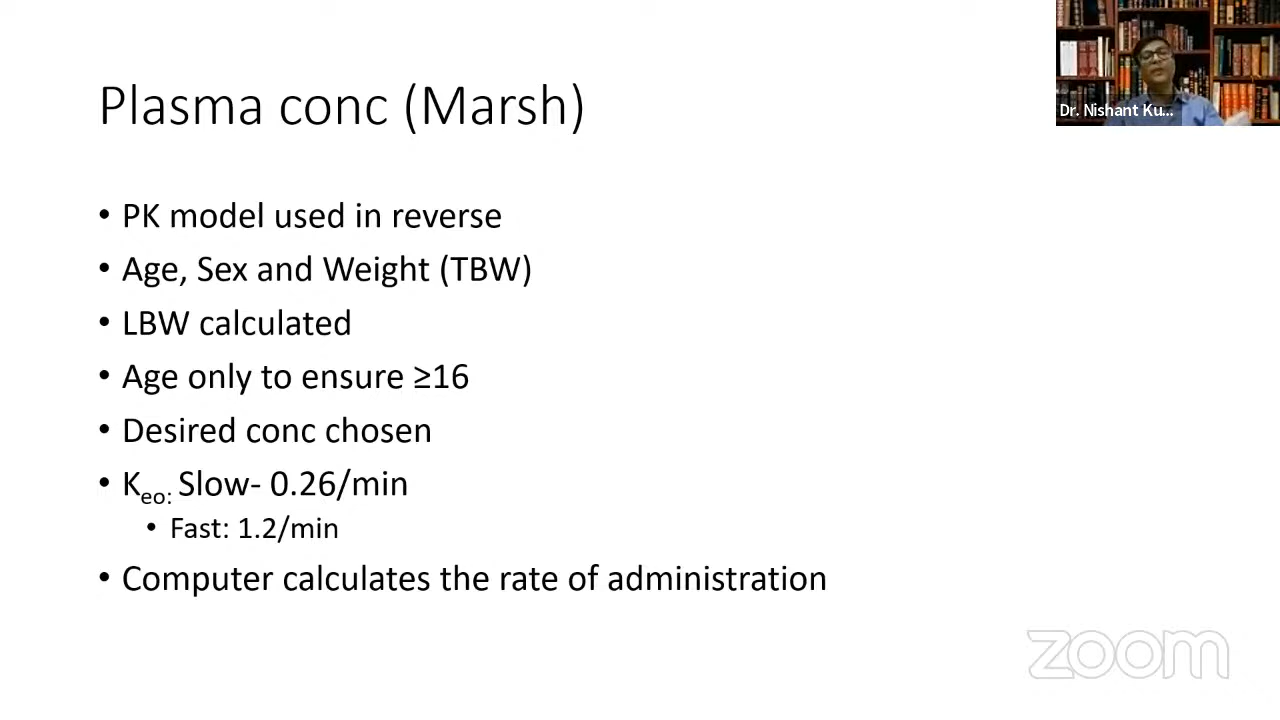 Plasma conc (Marsh)
Dr. Nishant Ku...
• PK model used in reverse
• Age, Sex and Weight (TBW)
• LBW calculated
• Age only to ensure ≥16
• Desired conc chosen
• Keo: Slow- 0.26/min
• Fast: 1.2/min
• Computer calculates the rate of administration
zoom